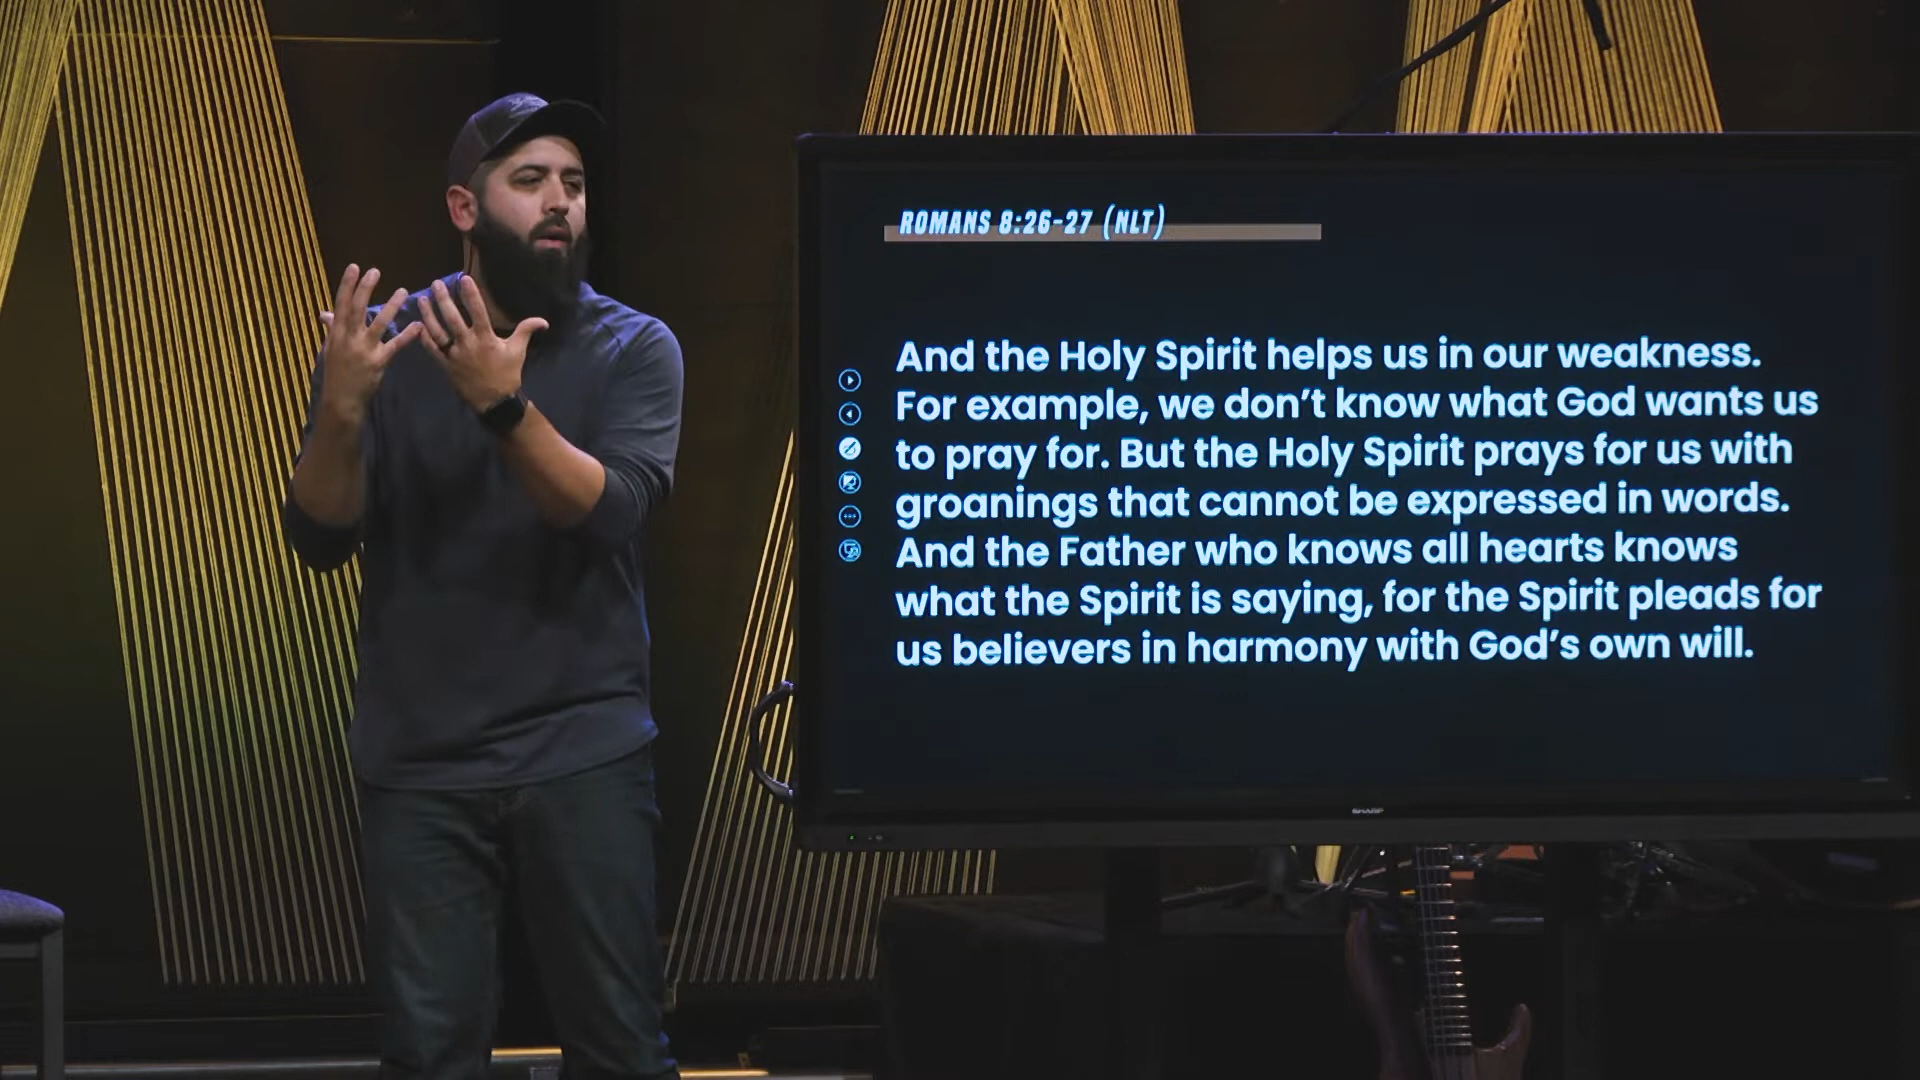 ROMANS 8:26-27 (NLT)
And the Holy Spirit helps us in our weakness.
For example, we don't know what God wants us
to pray for. But the Holy Spirit prays for us with
groanings that cannot be expressed in words.
And the Father who knows all hearts knows
what the Spirit is saying, for the Spirit pleads for
us believers in harmony with God's own will.
SHARP